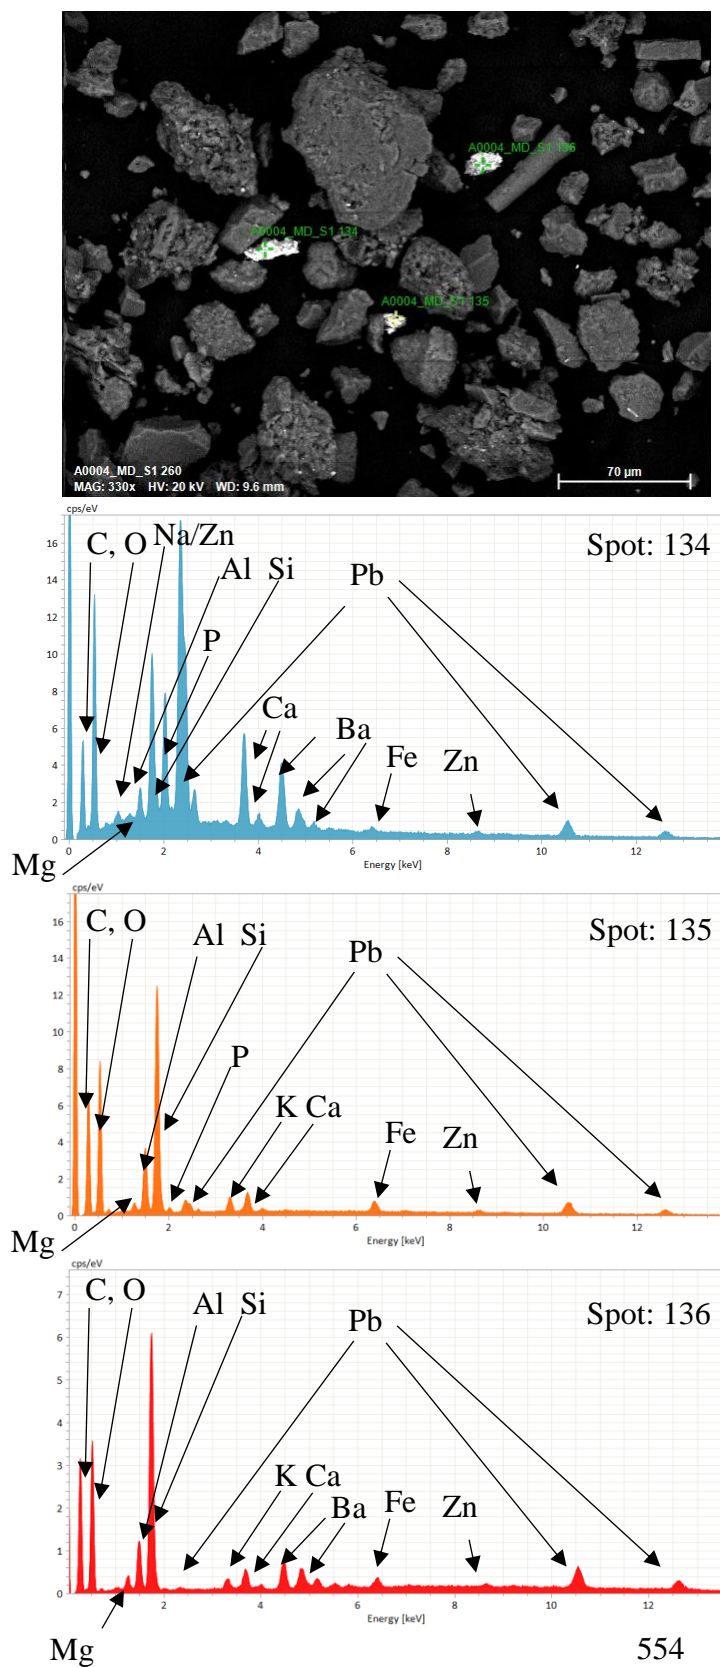 A0004_MD_S1 136
A0004_MD_S1 134
A0004_MD_S1 135
A0004_MD_S1 260
MAG: 330x HV: 20 kV WD: 9.6 mm
70 µm
cps/eV
Spot: 134
C, O Na/Zn
Al Si Pb
P
Ca
Ba
Fe Zn
Mg
16
14
12
10
8
6
4
2
0
0 2 4 6 8 10 12
Energy [keV]
cps/eV
Spot: 135
C, O Al Si Pb
P
K Ca
Fe Zn
Mg
16
14
12
10
8
6
4
2
0
0 2 4 6 8 10 12
Energy [keV]
cps/eV
Spot: 136
C, O Al Si Pb
K Ca
Ba Fe Zn
Mg
7
6
5
4
3
2
1
0
0 2 4 6 8 10 12
Energy [keV]
554